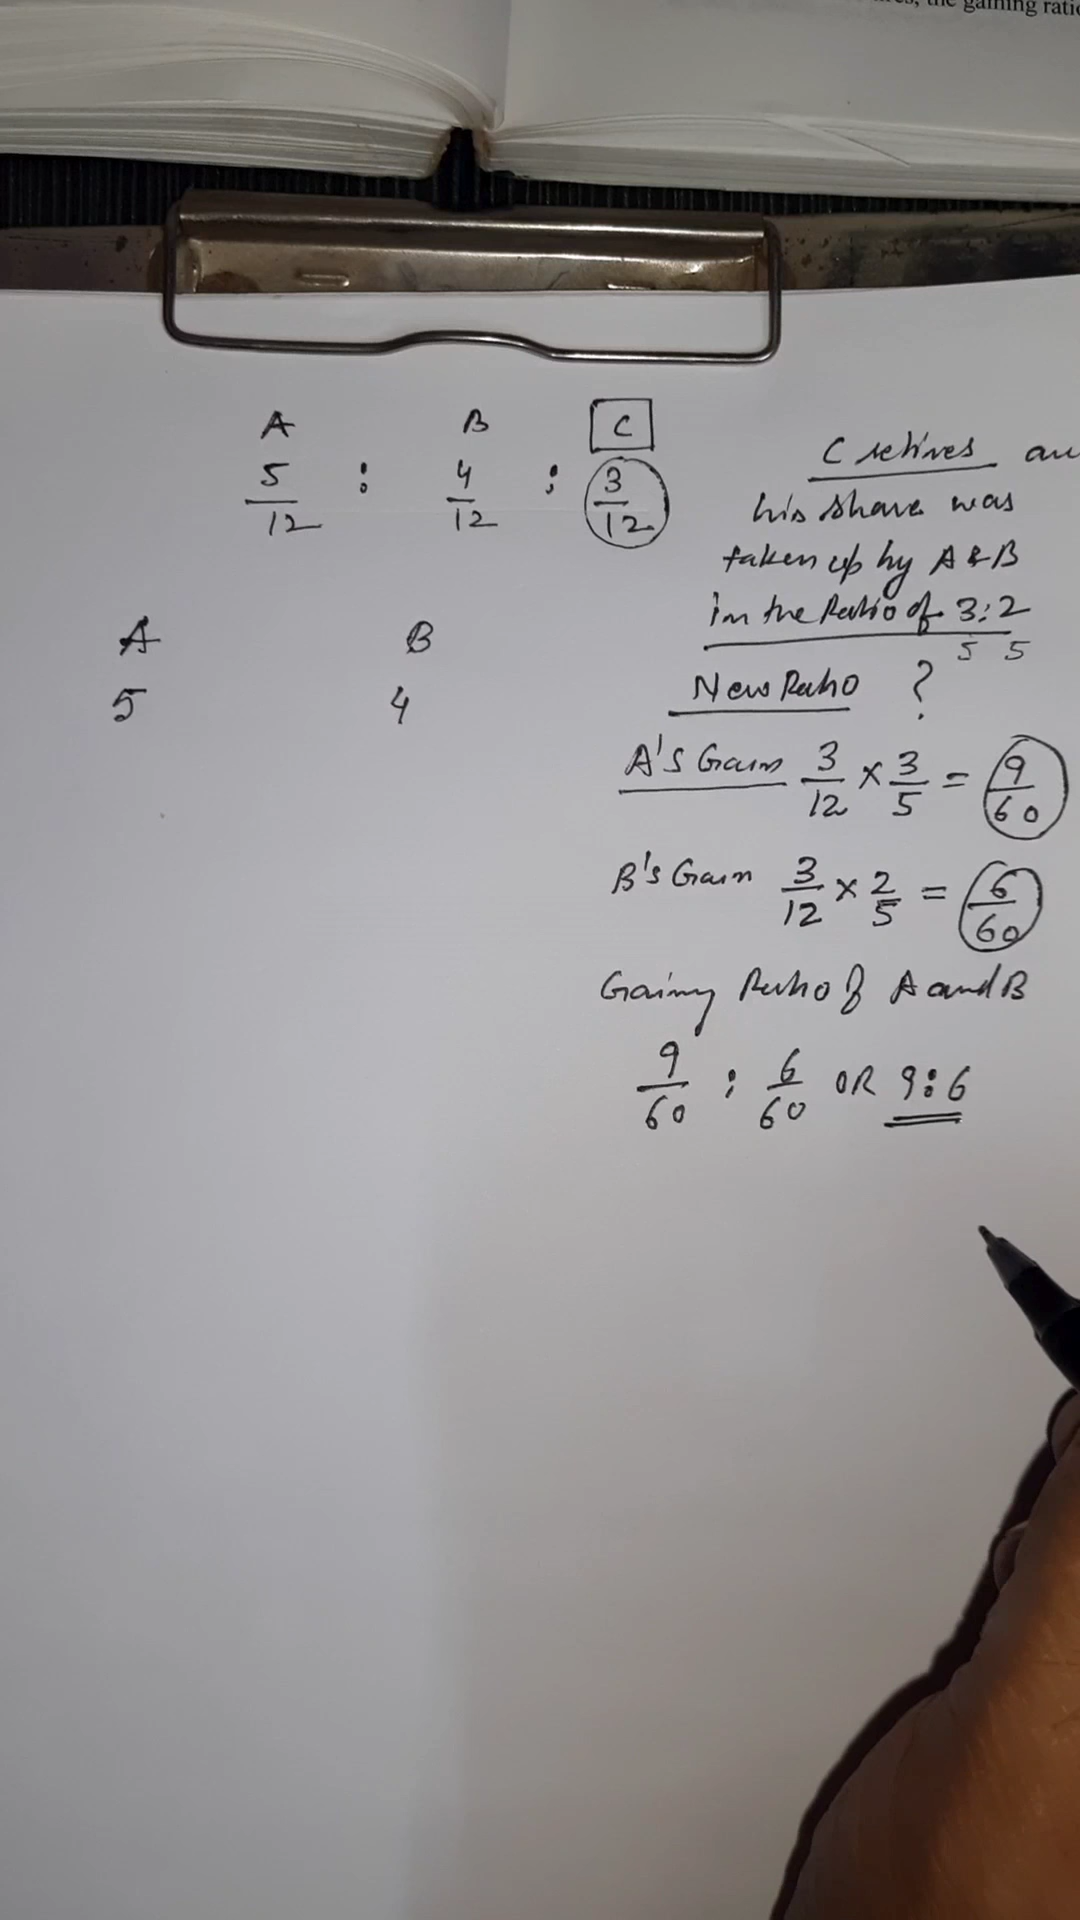 the gaining ratio
A B C
5/12 : 4/12 : 3/12
C retires an
his share was
taken up by A & B
in the Ratio of 3:2
5 5
A B
5 4
New Ratio ?
A's Gain 3/12 × 3/5 = 9/60
B's Gain 3/12 × 2/5 = 6/60
Gaining Ratio of A and B
9/60 : 6/60 OR 9:6